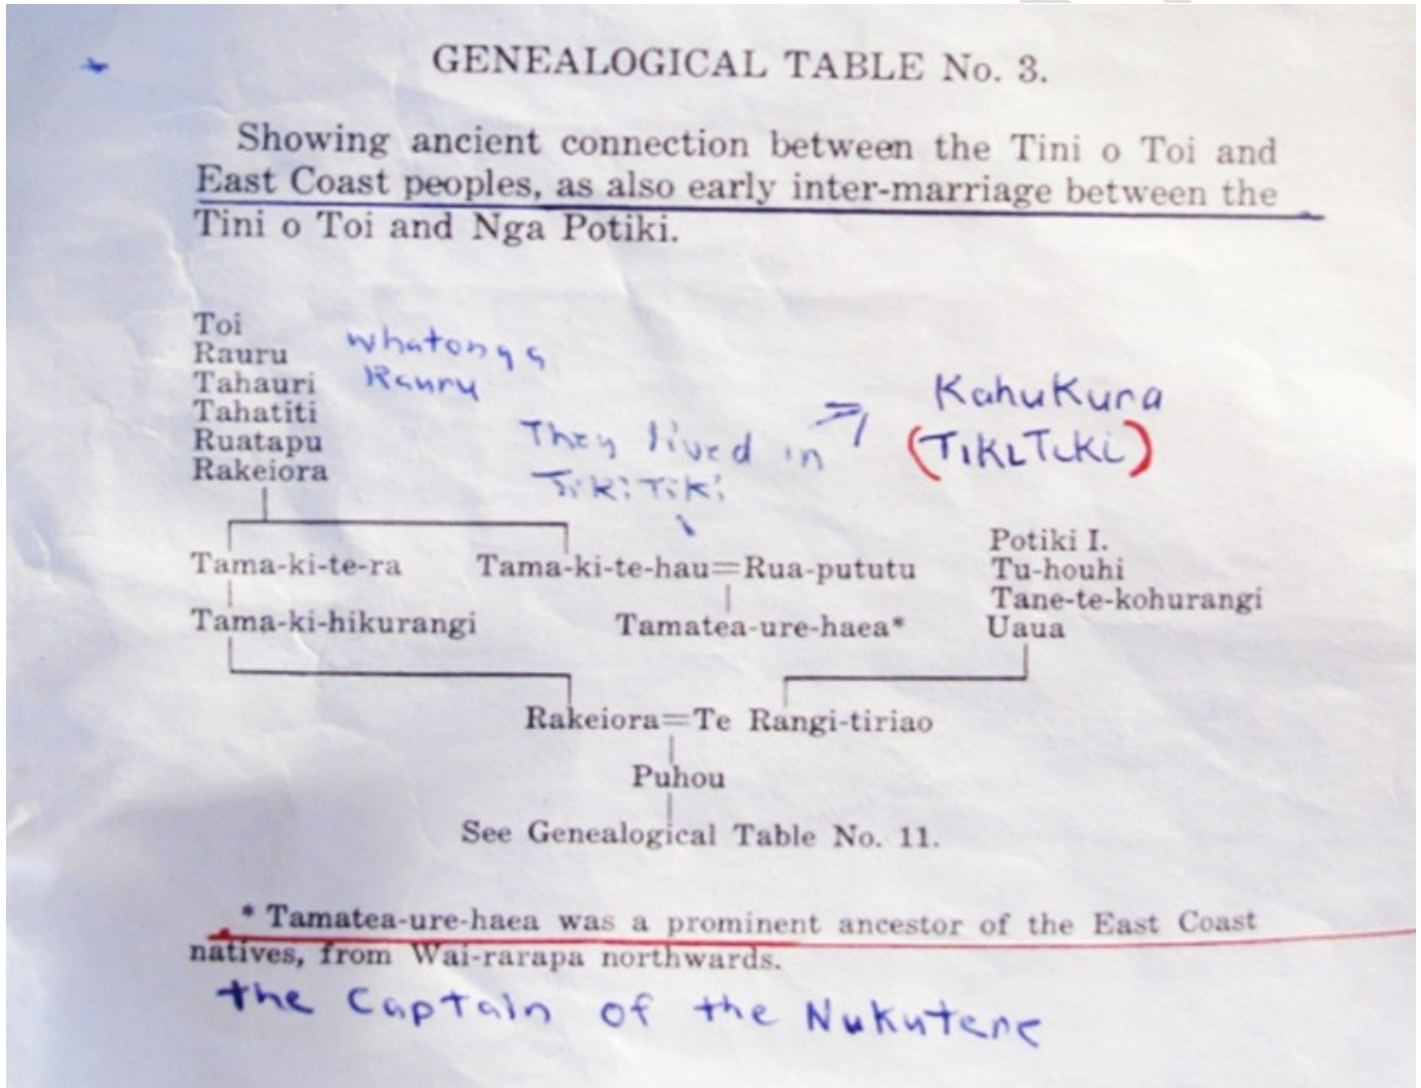 GENEALOGICAL TABLE No. 3.
Showing ancient connection between the Tini o Toi and
East Coast peoples, as also early inter-marriage between the
Tini o Toi and Nga Potiki.
Toi
Rauru
Tahauri
Tahatiti
Ruatapu
Rakeiora
whatonga
Rauru
They lived in
TikiTiki
KahuKura
(TIKITIKI)
Tama-ki-te-ra
Tama-ki-te-hau=Rua-pututu
Potiki I.
Tu-houhi
Tane-te-kohurangi
Uaua
Tama-ki-hikurangi
Tamatea-ure-haea*
Rakeiora=Te Rangi-tiriao
Puhou
See Genealogical Table No. 11.
* Tamatea-ure-haea was a prominent ancestor of the East Coast
natives, from Wai-rarapa northwards.
the Captain of the Nukutere